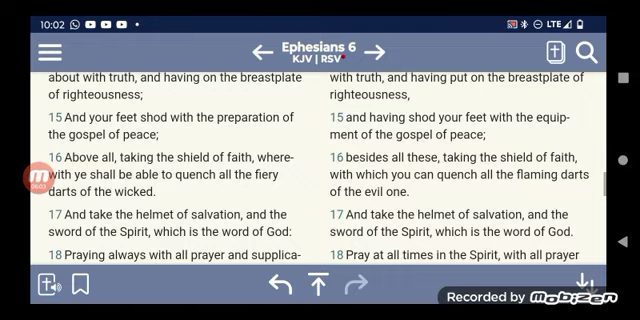 10:02
LTE
Ephesians 6
KJV | RSV
about with truth, and having on the breastplate
of righteousness;
15 And your feet shod with the preparation of
the gospel of peace;
16 Above all, taking the shield of faith, where-
with ye shall be able to quench all the fiery
darts of the wicked.
17 And take the helmet of salvation, and the
sword of the Spirit, which is the word of God:
18 Praying always with all prayer and supplica-
with truth, and having put on the breastplate of
righteousness,
15 and having shod your feet with the equip-
ment of the gospel of peace;
16 besides all these, taking the shield of faith,
with which you can quench all the flaming darts
of the evil one.
17 And take the helmet of salvation, and the
sword of the Spirit, which is the word of God.
18 Pray at all times in the Spirit, with all prayer
Recorded by Mobizen